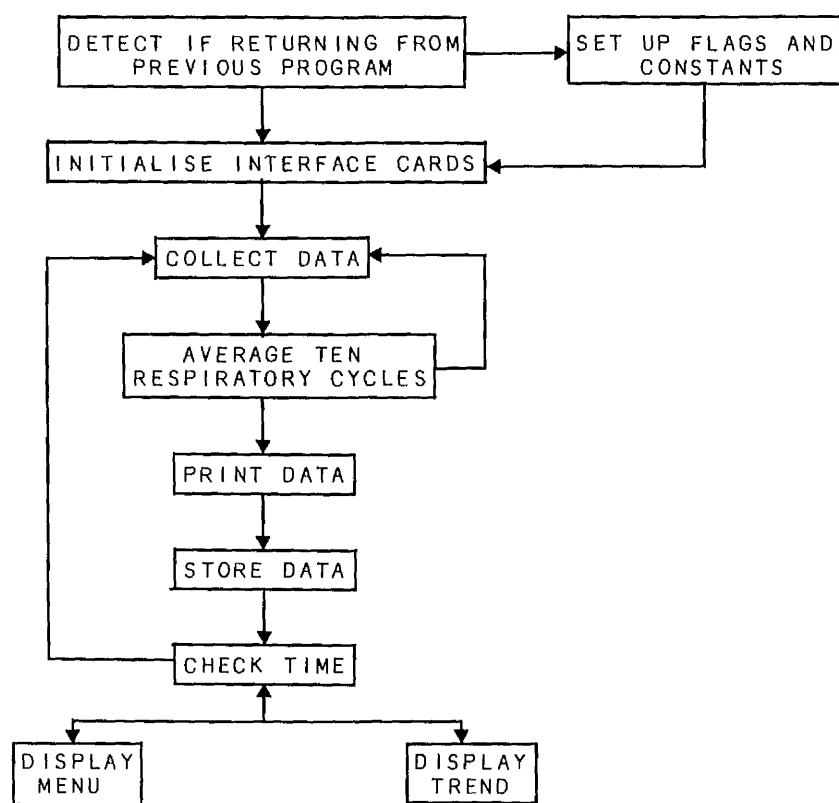 DETECT IF RETURNING FROM
PREVIOUS PROGRAM
SET UP FLAGS AND
CONSTANTS
INITIALISE INTERFACE CARDS
COLLECT DATA
AVERAGE TEN
RESPIRATORY CYCLES
PRINT DATA
STORE DATA
CHECK TIME
DISPLAY
MENU
DISPLAY
TREND